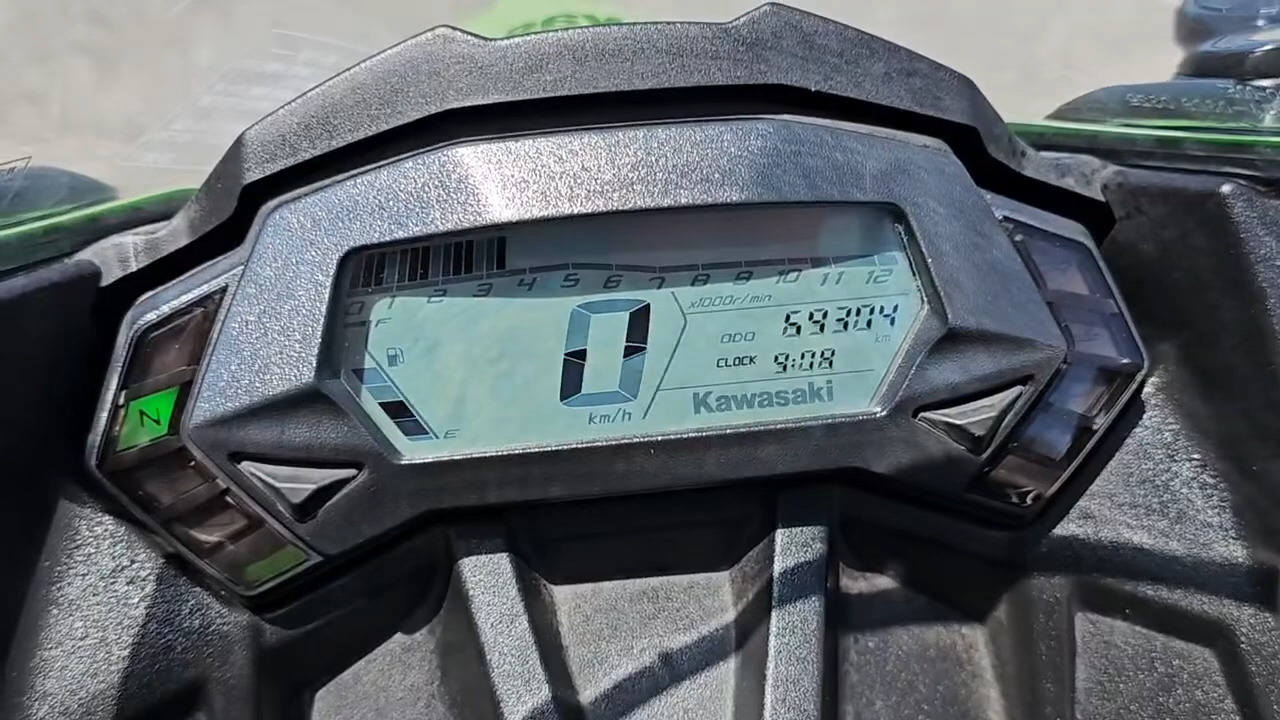 0 1 2 3 4 5 6 7 8 9 10 11 12
x1000r/min
F
ODO 69304 km
CLOCK 9:08
0
km/h
E
Kawasaki
N